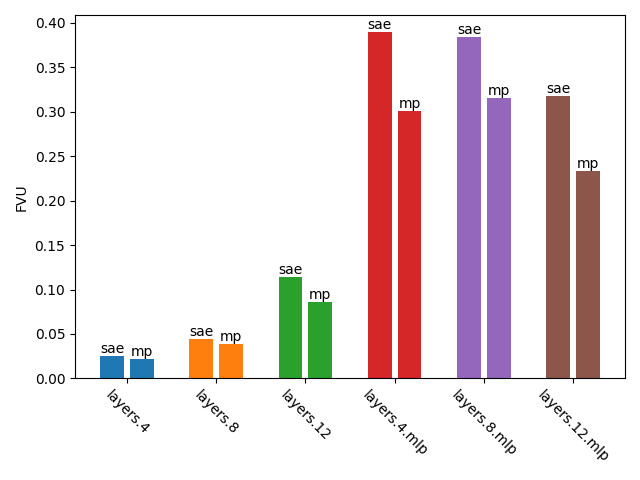 0.40
0.35
0.30
0.25
0.20
0.15
0.10
0.05
0.00
FVU
sae
mp
sae
mp
sae
mp
sae
mp
sae
mp
sae
mp
layers.4
layers.8
layers.12
layers.4.mlp
layers.8.mlp
layers.12.mlp